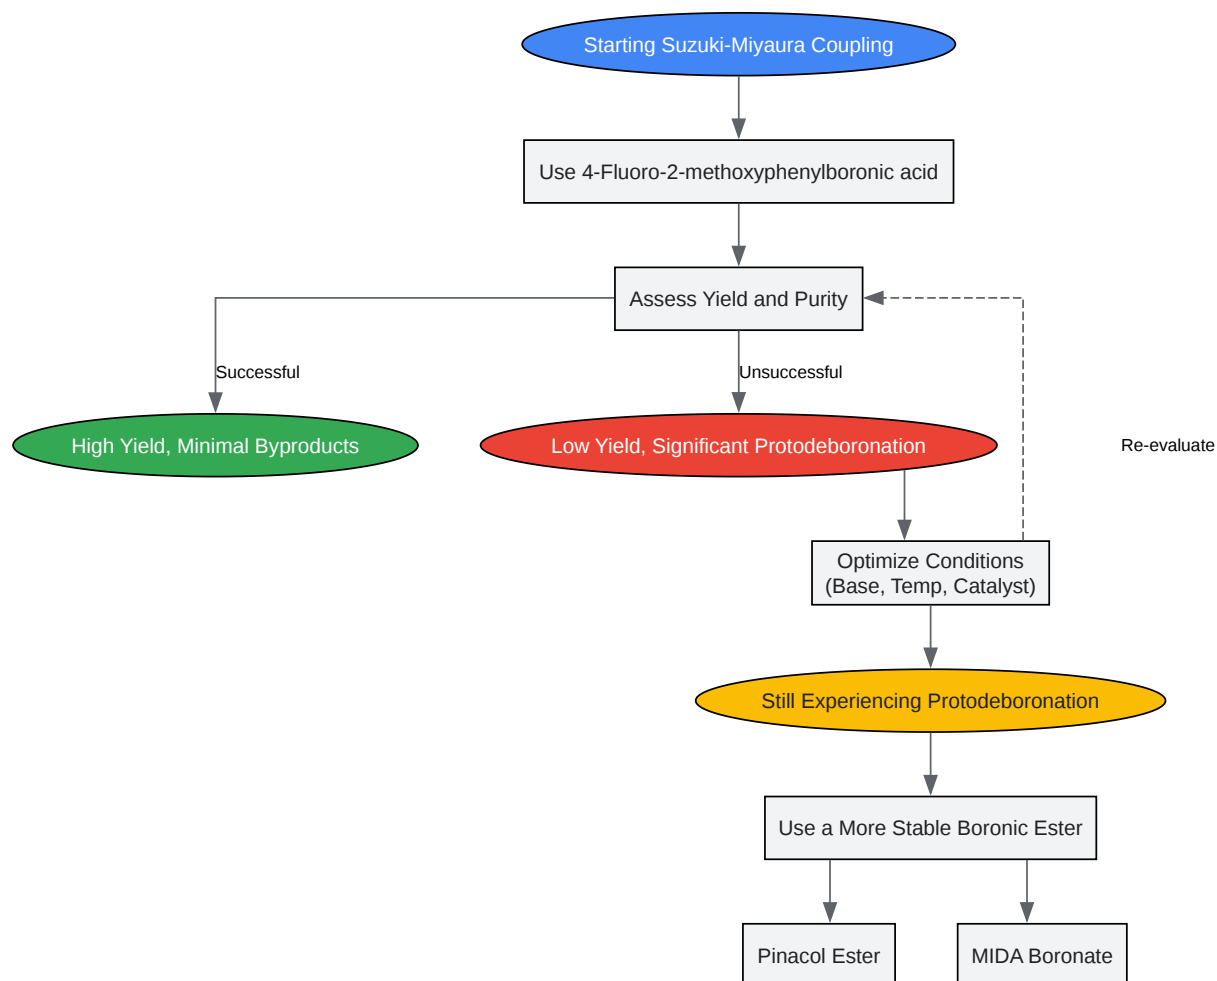 Starting Suzuki-Miyaura Coupling
Use 4-Fluoro-2-methoxyphenylboronic acid
Assess Yield and Purity
Successful
Unsuccessful
High Yield, Minimal Byproducts
Low Yield, Significant Protodeboronation
Re-evaluate
Optimize Conditions
(Base, Temp, Catalyst)
Still Experiencing Protodeboronation
Use a More Stable Boronic Ester
Pinacol Ester
MIDA Boronate